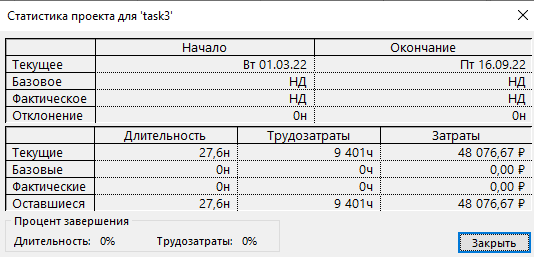 Статистика проекта для 'task3'
Начало Окончание
Текущее Вт 01.03.22 Пт 16.09.22
Базовое НД НД
Фактическое НД НД
Отклонение 0н 0н
Длительность Трудозатраты Затраты
Текущие 27,6н 9 401ч 48 076,67 ₽
Базовые 0н 0ч 0,00 ₽
Фактические 0н 0ч 0,00 ₽
Оставшиеся 27,6н 9 401ч 48 076,67 ₽
Процент завершения
Длительность: 0% Трудозатраты: 0%
Закрыть